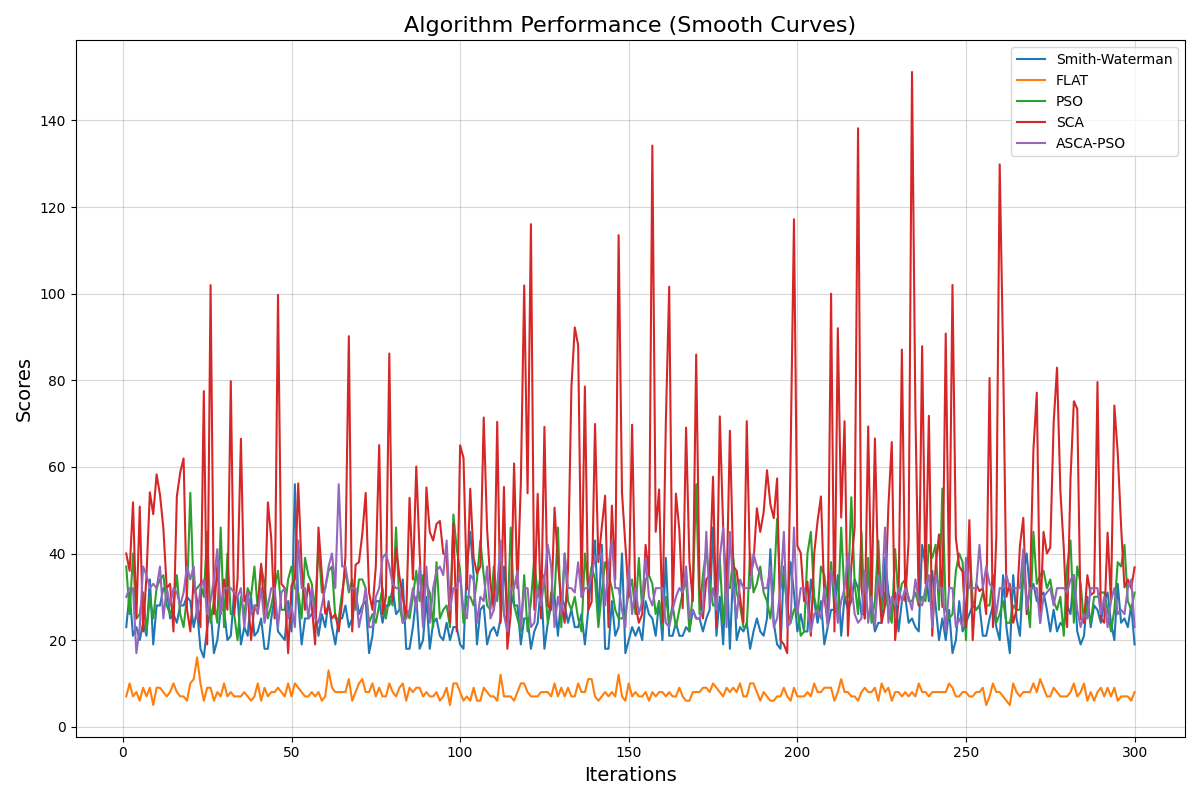 Algorithm Performance (Smooth Curves)
Smith-Waterman
FLAT
PSO
SCA
ASCA-PSO
Scores
140
120
100
80
60
40
20
0
0 50 100 150 200 250 300
Iterations